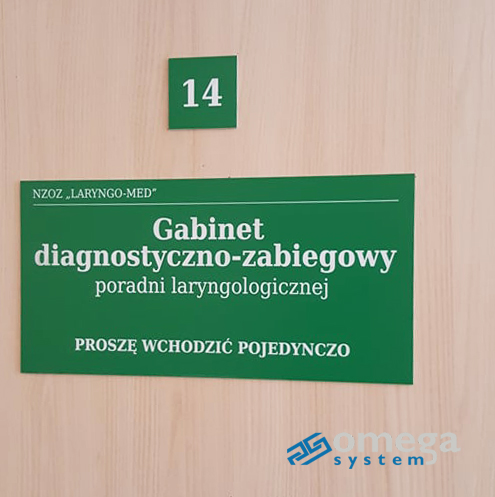 14
NZOZ „LARYNGO-MED”
Gabinet
diagnostyczno-zabiegowy
poradni laryngologicznej
PROSZĘ WCHODZIĆ POJEDYNCZO
omega
system